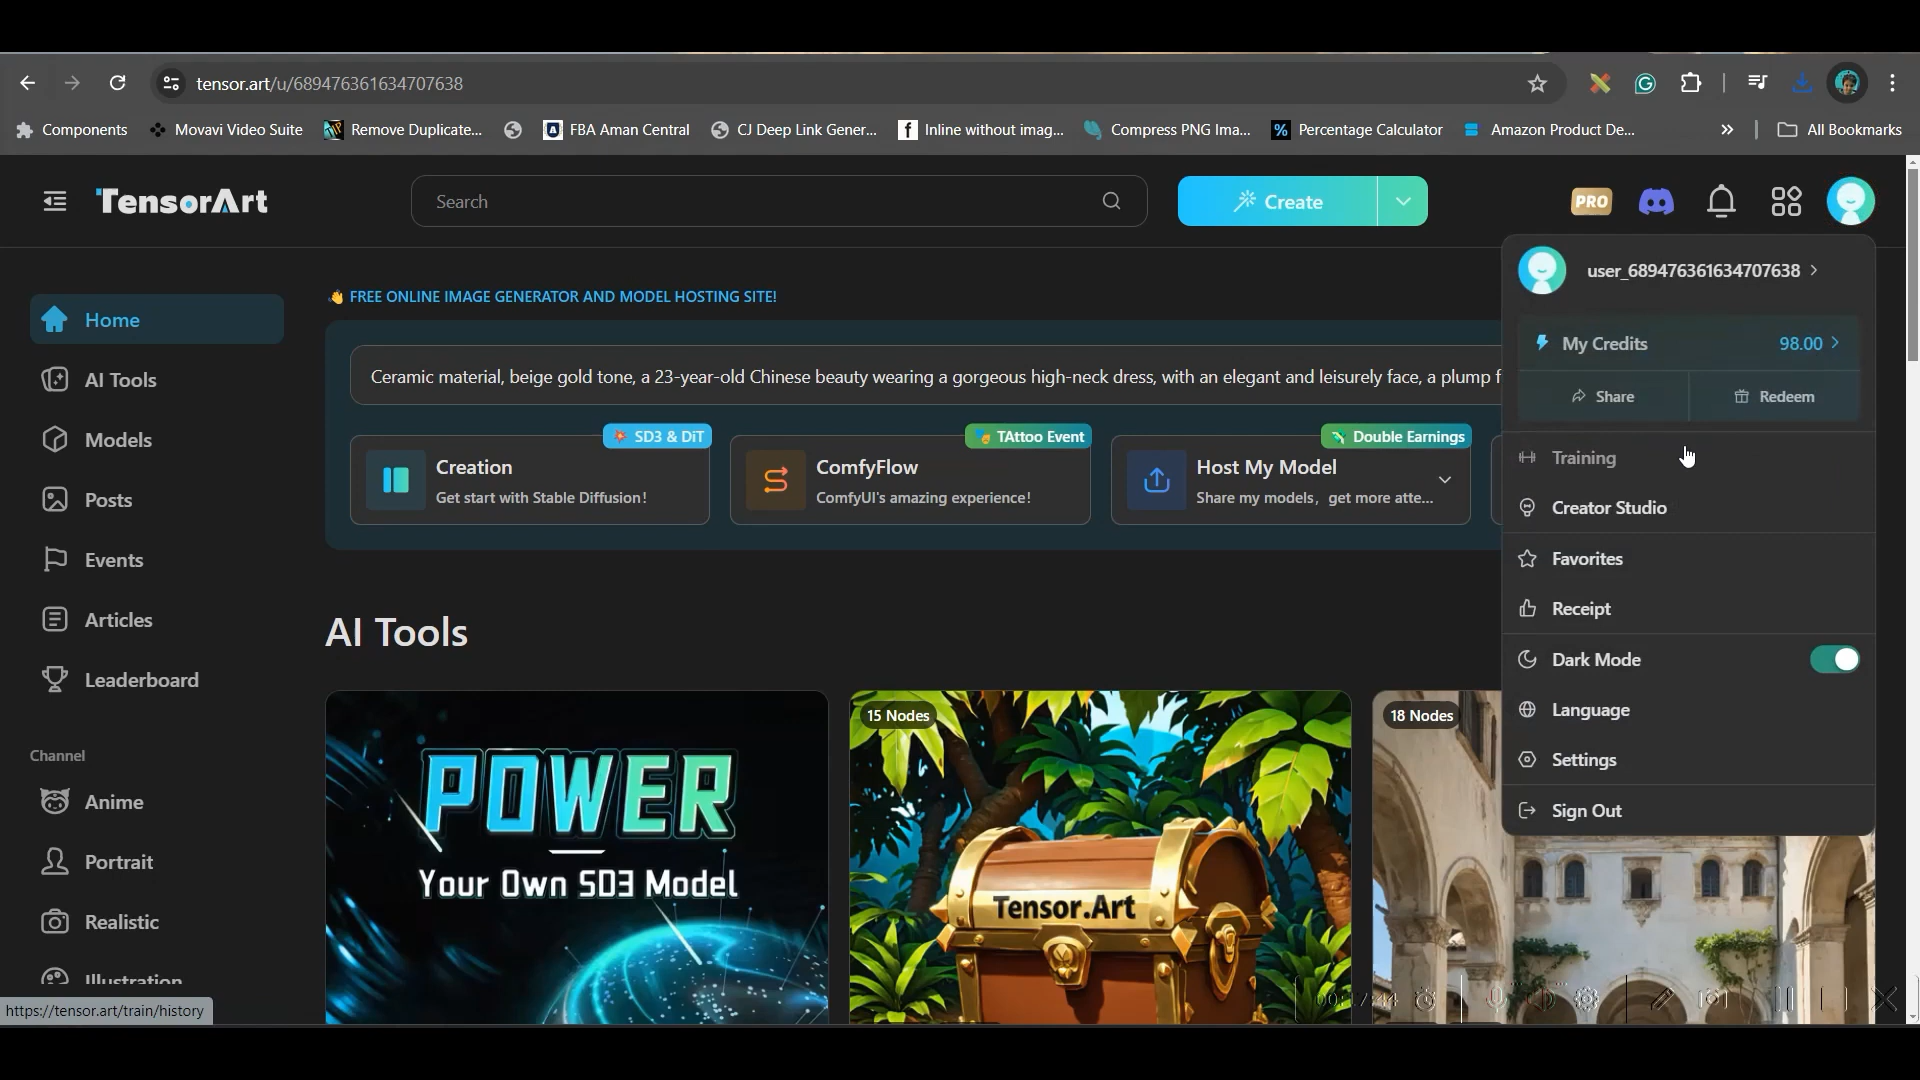 tensor.art/u/689476361634707638
Components
Movavi Video Suite
Remove Duplicate...
FBA Aman Central
CJ Deep Link Gener...
Inline without imag...
Compress PNG Ima...
Percentage Calculator
Amazon Product De...
All Bookmarks
TensorArt
Search
Create
PRO
user_689476361634707638
👋 FREE ONLINE IMAGE GENERATOR AND MODEL HOSTING SITE!
Home
My Credits
98.00
AI Tools
Ceramic material, beige gold tone, a 23-year-old Chinese beauty wearing a gorgeous high-neck dress, with an elegant and leisurely face, a plump f
Share
Redeem
SD3 & DiT
TAttoo Event
Double Earnings
Models
Creation
ComfyFlow
Host My Model
Training
Get start with Stable Diffusion!
ComfyUI's amazing experience!
Share my models, get more atte...
Posts
Creator Studio
Events
Favorites
Articles
Receipt
AI Tools
Leaderboard
Dark Mode
15 Nodes
18 Nodes
Language
Channel
Settings
Anime
POWER
Your Own SD3 Model
Sign Out
Portrait
Tensor.Art
Realistic
Illustration
https://tensor.art/train/history